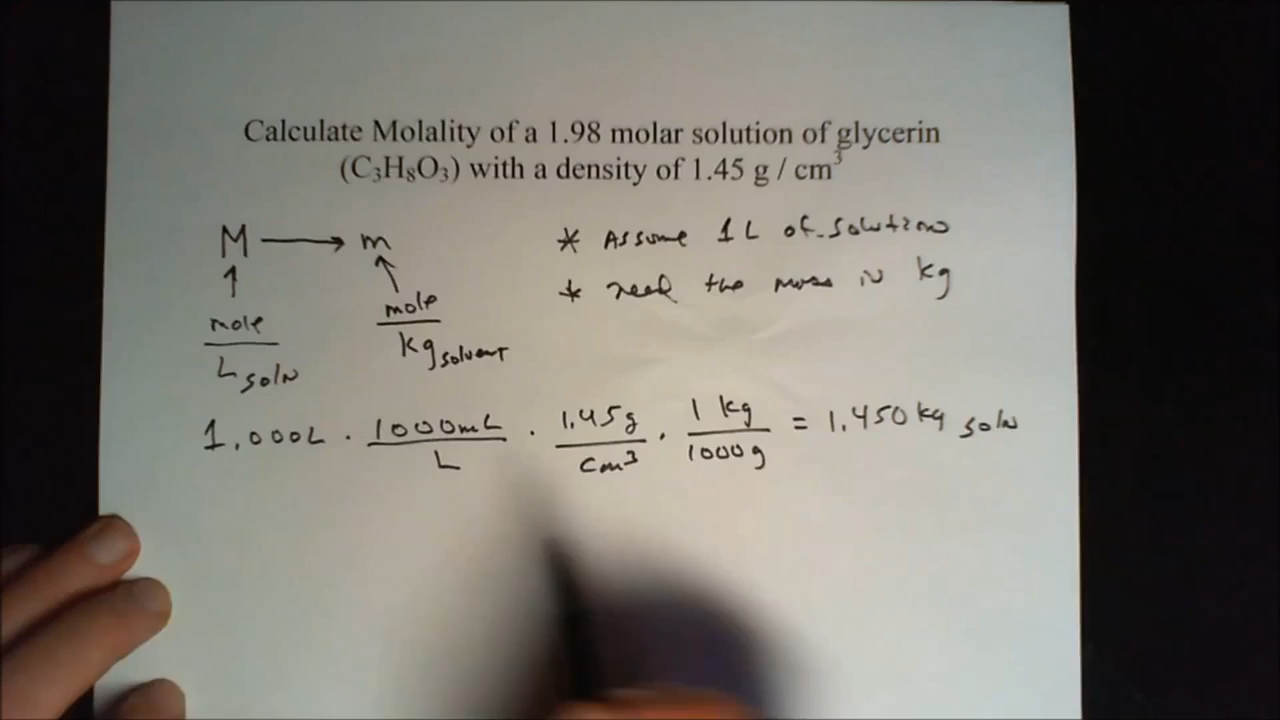 Calculate Molality of a 1.98 molar solution of glycerin
(C₃H₈O₃) with a density of 1.45 g / cm³
M → m
* Assume 1L of solution
* need the mass in kg
mole / L soln
mole / kg solvent
1.000L · 1000mL / L · 1.45g / cm³ · 1 kg / 1000g = 1.450 kg soln